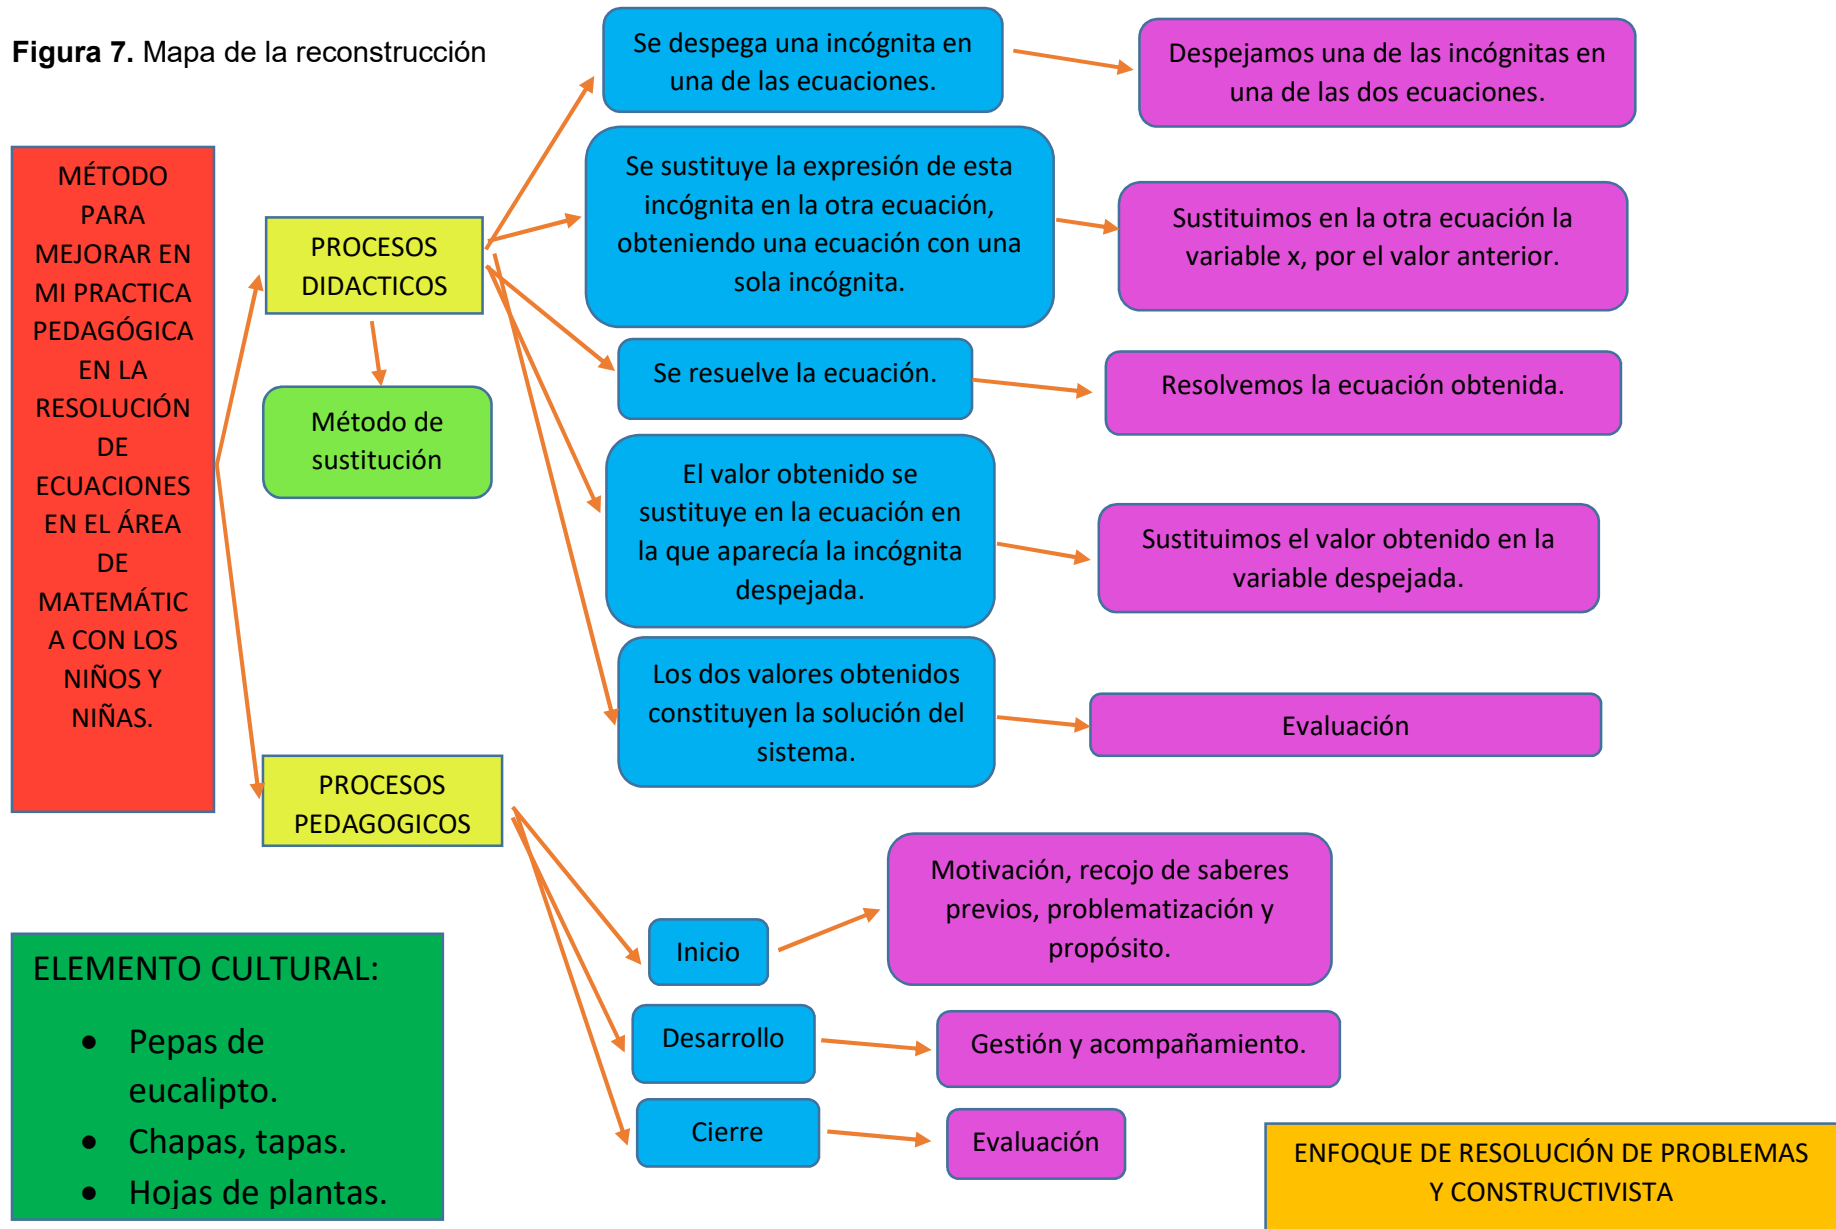 Figura 7. Mapa de la reconstrucción
MÉTODO
PARA
MEJORAR EN
MI PRACTICA
PEDAGÓGICA
EN LA
RESOLUCIÓN
DE
ECUACIONES
EN EL ÁREA
DE
MATEMÁTIC
A CON LOS
NIÑOS Y
NIÑAS.
PROCESOS
DIDACTICOS
Método de
sustitución
Se despega una incógnita en
una de las ecuaciones.
Despejamos una de las incógnitas en
una de las dos ecuaciones.
Se sustituye la expresión de esta
incógnita en la otra ecuación,
obteniendo una ecuación con una
sola incógnita.
Sustituimos en la otra ecuación la
variable x, por el valor anterior.
Se resuelve la ecuación.
Resolvemos la ecuación obtenida.
El valor obtenido se
sustituye en la ecuación en
la que aparecía la incógnita
despejada.
Sustituimos el valor obtenido en la
variable despejada.
Los dos valores obtenidos
constituyen la solución del
sistema.
Evaluación
PROCESOS
PEDAGOGICOS
Inicio
Motivación, recojo de saberes
previos, problematización y
propósito.
Desarrollo
Gestión y acompañamiento.
Cierre
Evaluación
ELEMENTO CULTURAL:
• Pepas de
eucalipto.
• Chapas, tapas.
• Hojas de plantas.
ENFOQUE DE RESOLUCIÓN DE PROBLEMAS
Y CONSTRUCTIVISTA